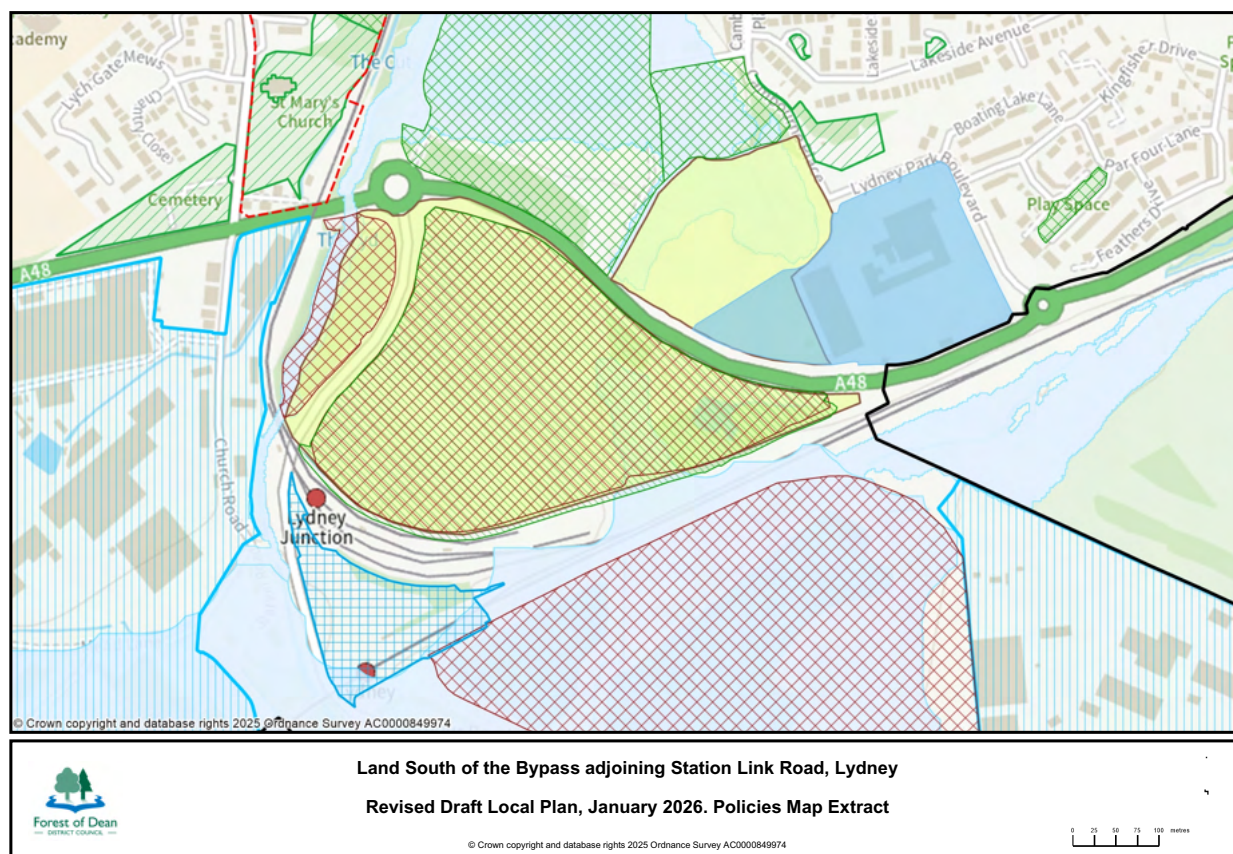 cademy
Lych Gate Mews
Chantry Close
St Mary's
Church
Cemetery
The Cut
A48
Lakeside
Lakeside Avenue
Kingfisher Drive
Boating Lake Lane
Par Four Lane
Lydney Park Boulevard
Play Space
Feathers D
A48
Church Road
Lydney
Junction
© Crown copyright and database rights 2025 Ordnance Survey AC0000849974
Land South of the Bypass adjoining Station Link Road, Lydney
Revised Draft Local Plan, January 2026. Policies Map Extract
Forest of Dean
DISTRICT COUNCIL
© Crown copyright and database rights 2025 Ordnance Survey AC0000849974
0 25 50 75 100 metres